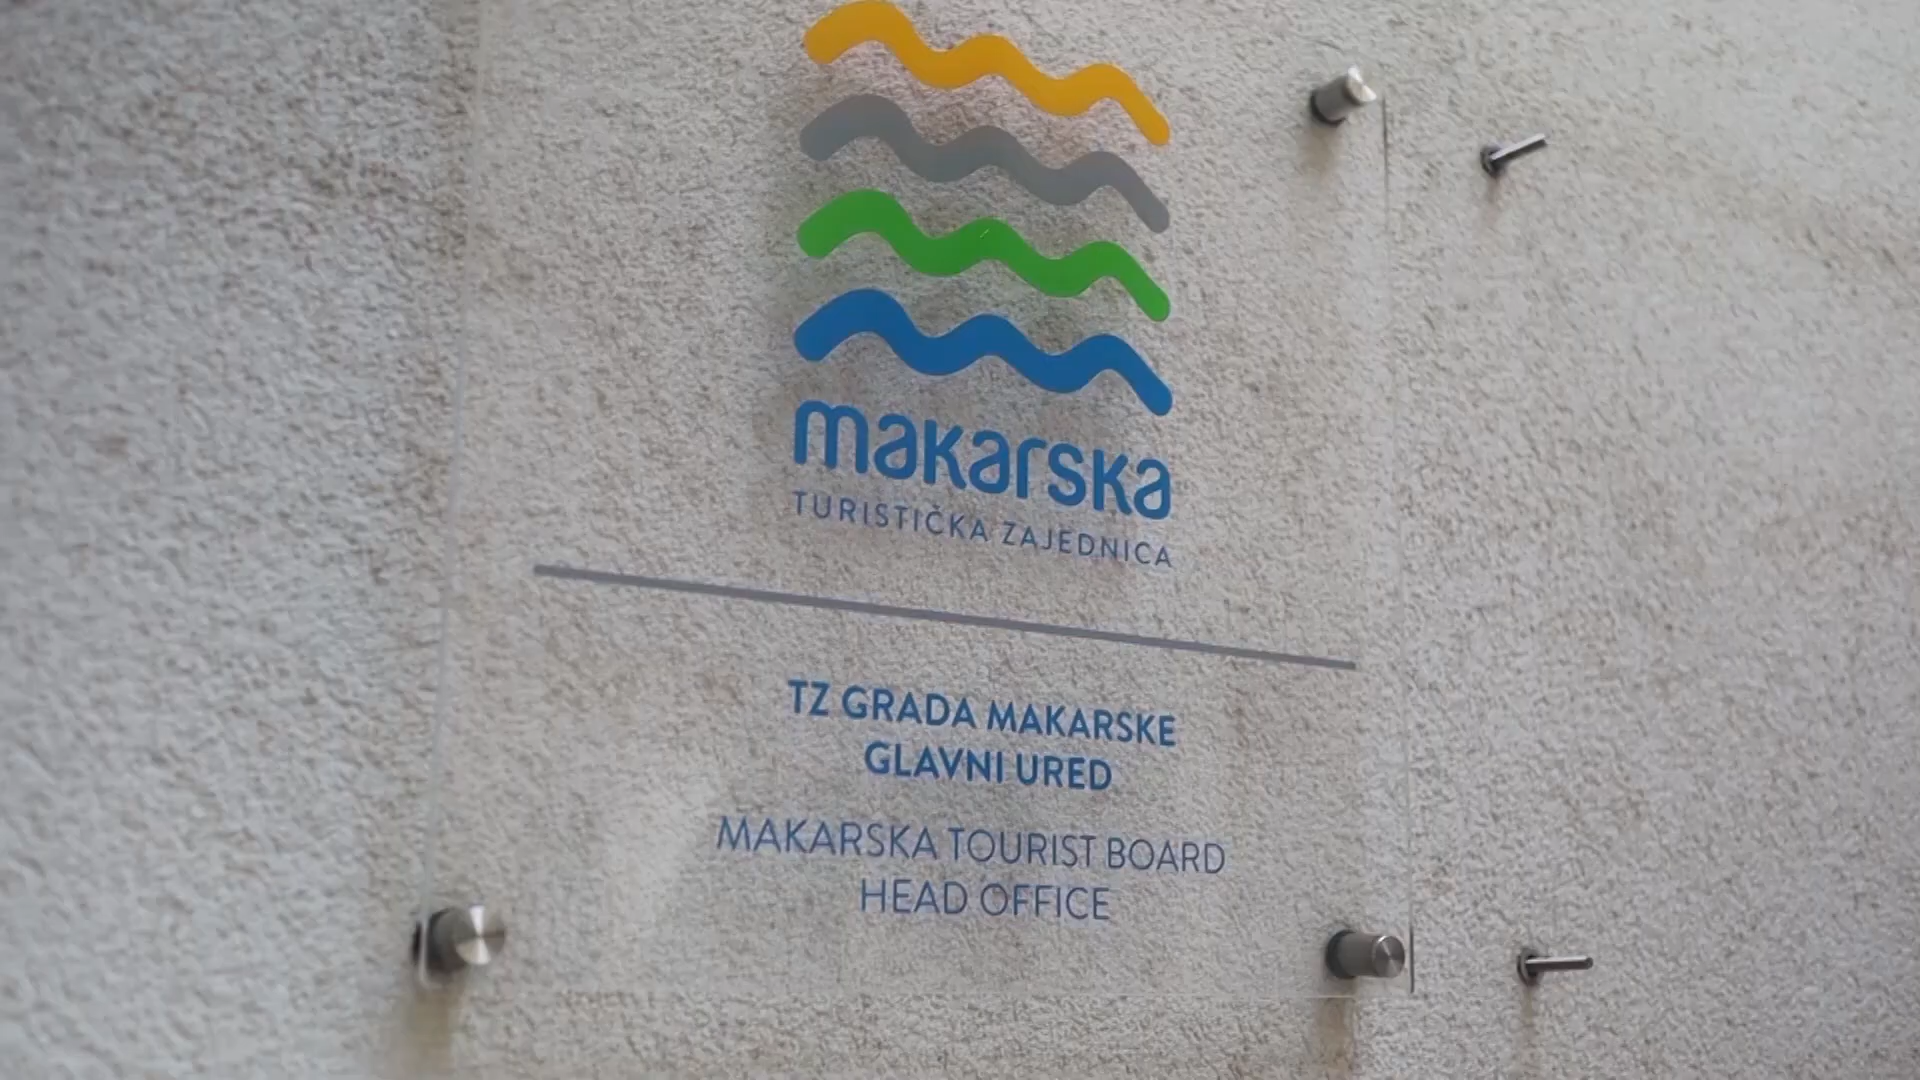 makarska
TURISTIČKA ZAJEDNICA
TZ GRADA MAKARSKE
GLAVNI URED
MAKARSKA TOURIST BOARD
HEAD OFFICE